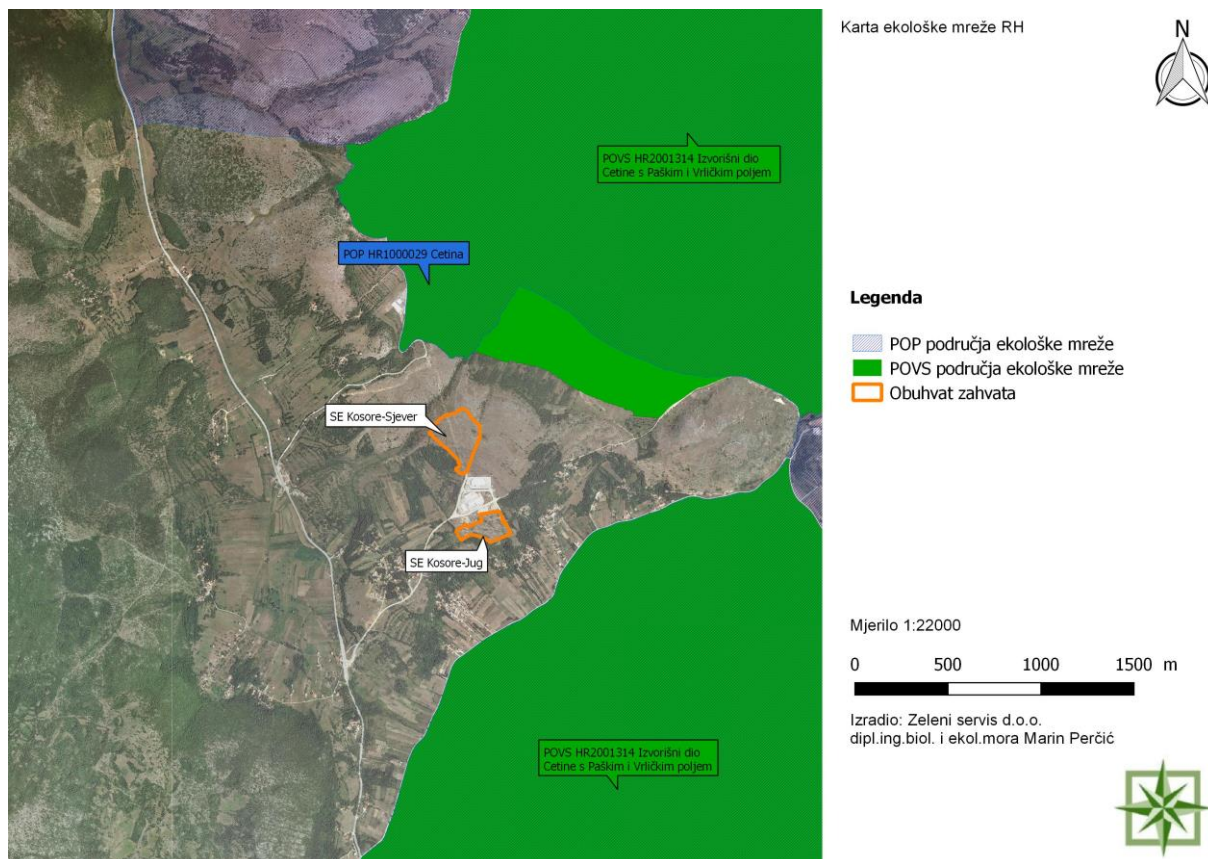 Karta ekološke mreže RH
N
POVS HR2001314 Izvorišni dio
Cetine s Paškim i Vrličkim poljem
POP HR1000029 Cetina
SE Kosore-Sjever
SE Kosore-Jug
POVS HR2001314 Izvorišni dio
Cetine s Paškim i Vrličkim poljem
Legenda
POP područja ekološke mreže
POVS područja ekološke mreže
Obuhvat zahvata
Mjerilo 1:22000
0 500 1000 1500 m
Izradio: Zeleni servis d.o.o.
dipl.ing.biol. i ekol.mora Marin Perčić